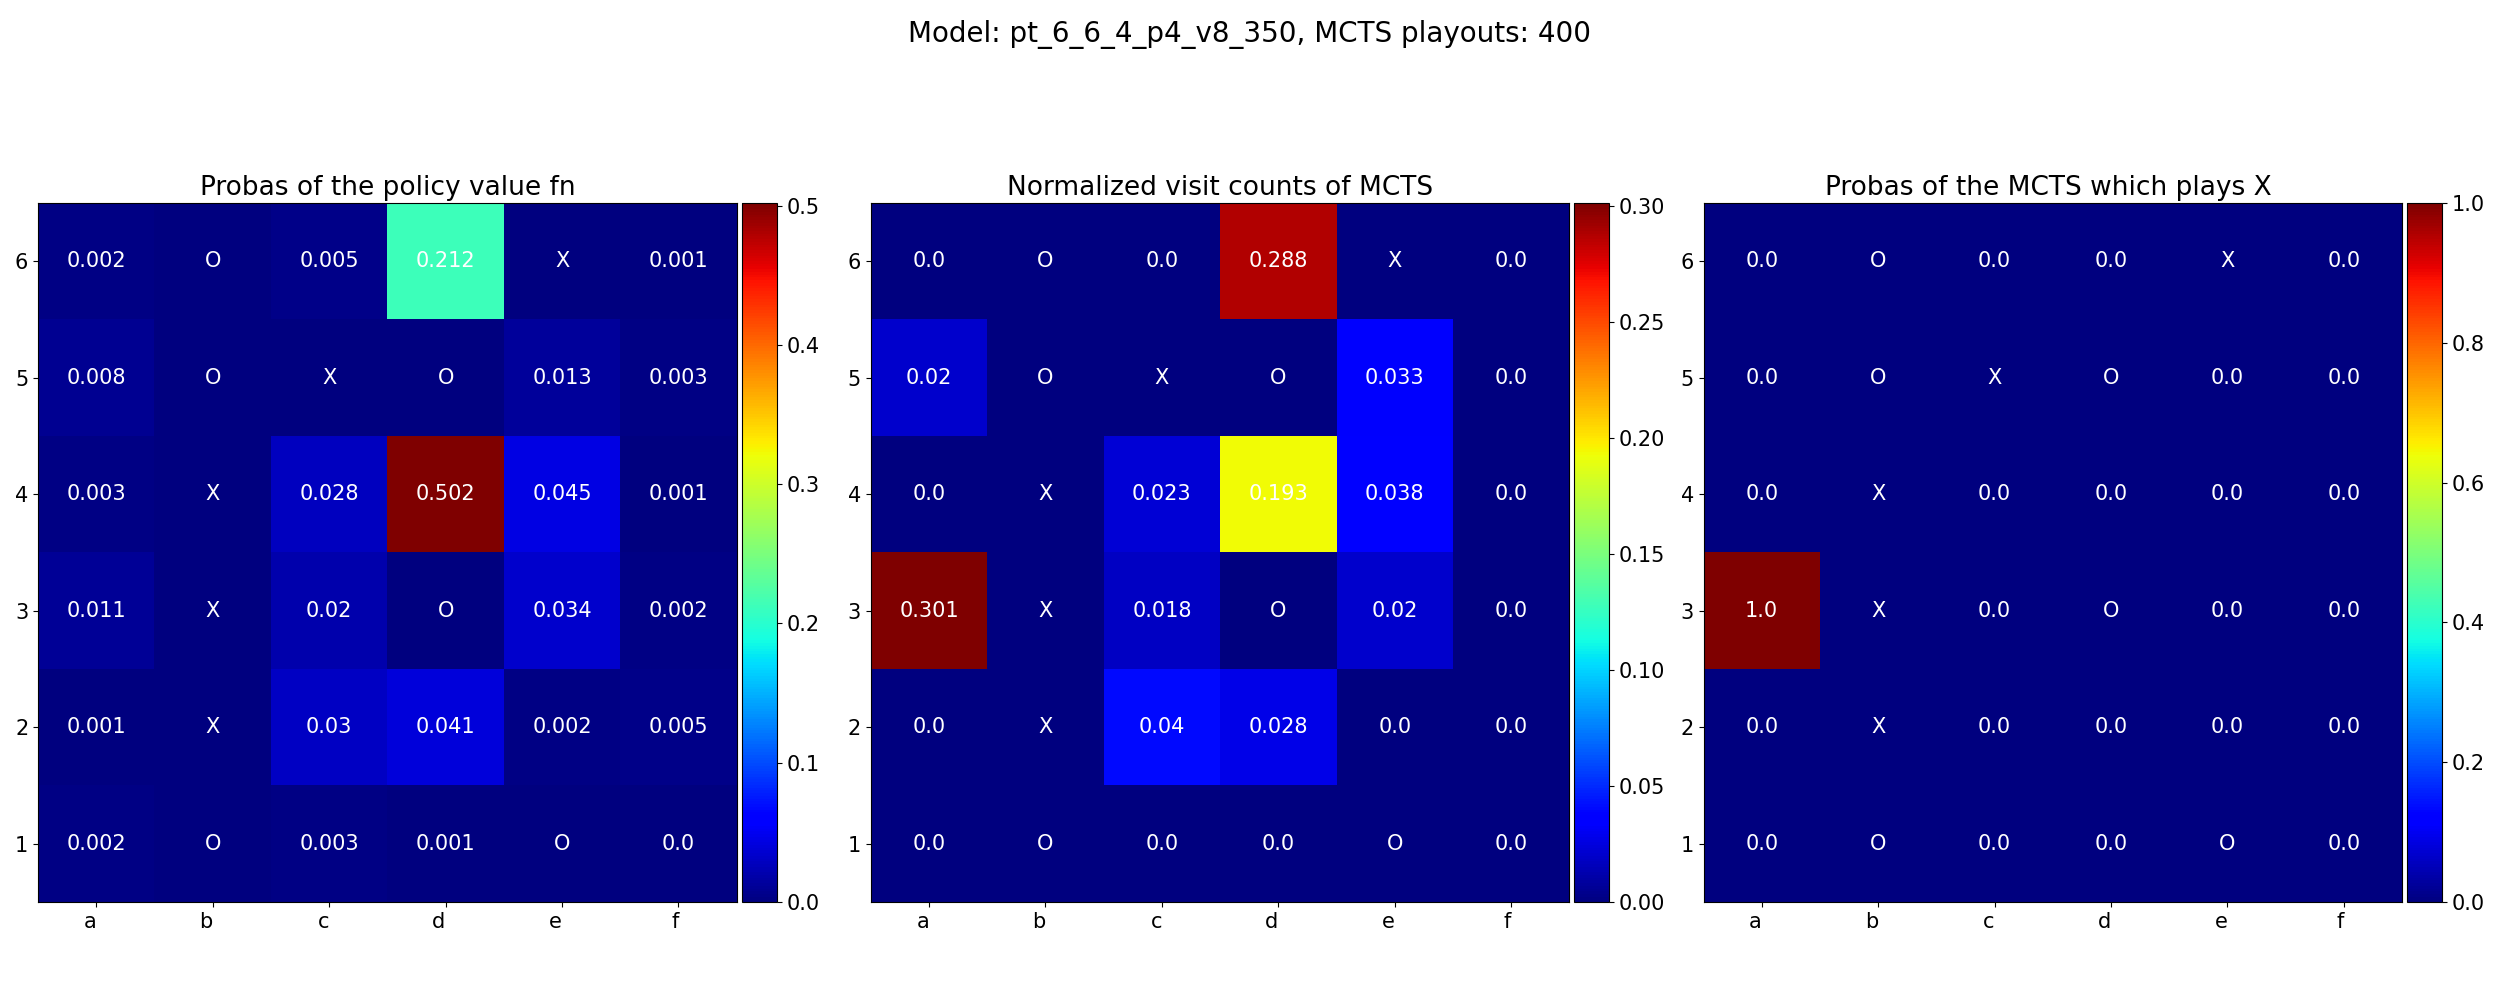 Model: pt_6_6_4_p4_v8_350, MCTS playouts: 400
Probas of the policy value fn
6 0.002 O 0.005 0.212 X 0.001
5 0.008 O X O 0.013 0.003
4 0.003 X 0.028 0.502 0.045 0.001
3 0.011 X 0.02 O 0.034 0.002
2 0.001 X 0.03 0.041 0.002 0.005
1 0.002 O 0.003 0.001 O 0.0
a b c d e f
0.5
0.4
0.3
0.2
0.1
0.0
Normalized visit counts of MCTS
6 0.0 O 0.0 0.288 X 0.0
5 0.02 O X O 0.033 0.0
4 0.0 X 0.023 0.193 0.038 0.0
3 0.301 X 0.018 O 0.02 0.0
2 0.0 X 0.04 0.028 0.0 0.0
1 0.0 O 0.0 0.0 O 0.0
a b c d e f
0.30
0.25
0.20
0.15
0.10
0.05
0.00
Probas of the MCTS which plays X
6 0.0 O 0.0 0.0 X 0.0
5 0.0 O X O 0.0 0.0
4 0.0 X 0.0 0.0 0.0 0.0
3 1.0 X 0.0 O 0.0 0.0
2 0.0 X 0.0 0.0 0.0 0.0
1 0.0 O 0.0 0.0 O 0.0
a b c d e f
1.0
0.8
0.6
0.4
0.2
0.0